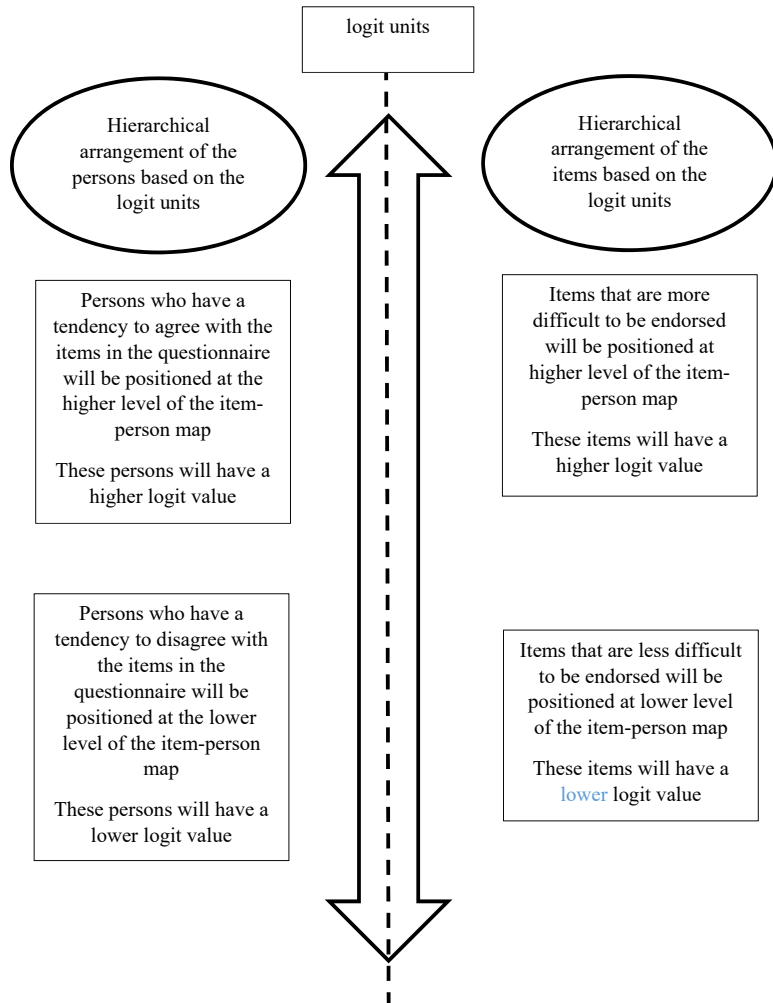 logit units
Hierarchical
arrangement of the
persons based on the
logit units
Hierarchical
arrangement of the
items based on the
logit units
Persons who have a
tendency to agree with the
items in the questionnaire
will be positioned at the
higher level of the item-
person map
These persons will have a
higher logit value
Items that are more
difficult to be endorsed
will be positioned at
higher level of the item-
person map
These items will have a
higher logit value
Persons who have a
tendency to disagree with
the items in the
questionnaire will be
positioned at the lower
level of the item-person
map
These persons will have a
lower logit value
Items that are less difficult
to be endorsed will be
positioned at lower level
of the item-person map
These items will have a
lower logit value